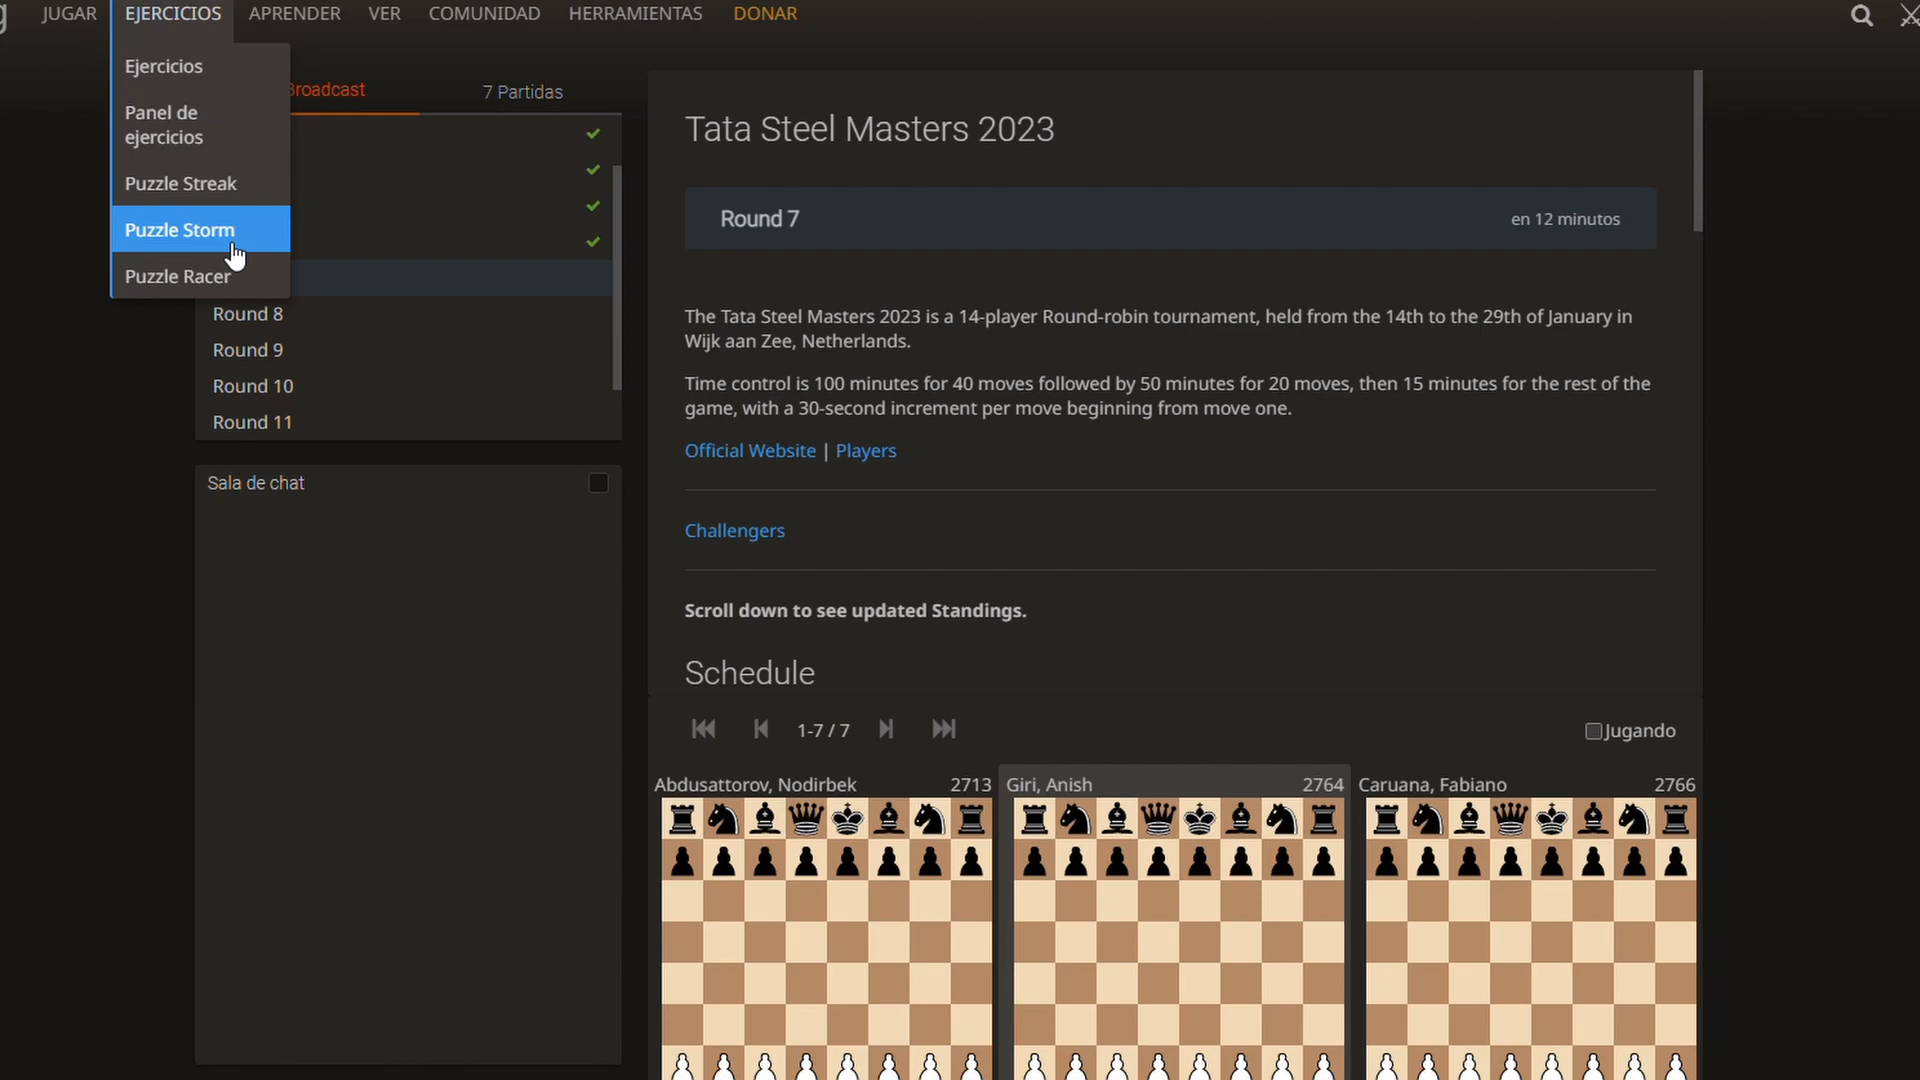 g JUGAR EJERCICIOS APRENDER VER COMUNIDAD HERRAMIENTAS DONAR
Ejercicios
Panel de
ejercicios
Puzzle Streak
Puzzle Storm
Puzzle Racer
Broadcast 7 Partidas
Round 8
Round 9
Round 10
Round 11
Sala de chat
Tata Steel Masters 2023
Round 7 en 12 minutos
The Tata Steel Masters 2023 is a 14-player Round-robin tournament, held from the 14th to the 29th of January in
Wijk aan Zee, Netherlands.
Time control is 100 minutes for 40 moves followed by 50 minutes for 20 moves, then 15 minutes for the rest of the
game, with a 30-second increment per move beginning from move one.
Official Website | Players
Challengers
Scroll down to see updated Standings.
Schedule
1-7 / 7 Jugando
Abdusattorov, Nodirbek 2713 Giri, Anish 2764 Caruana, Fabiano 2766